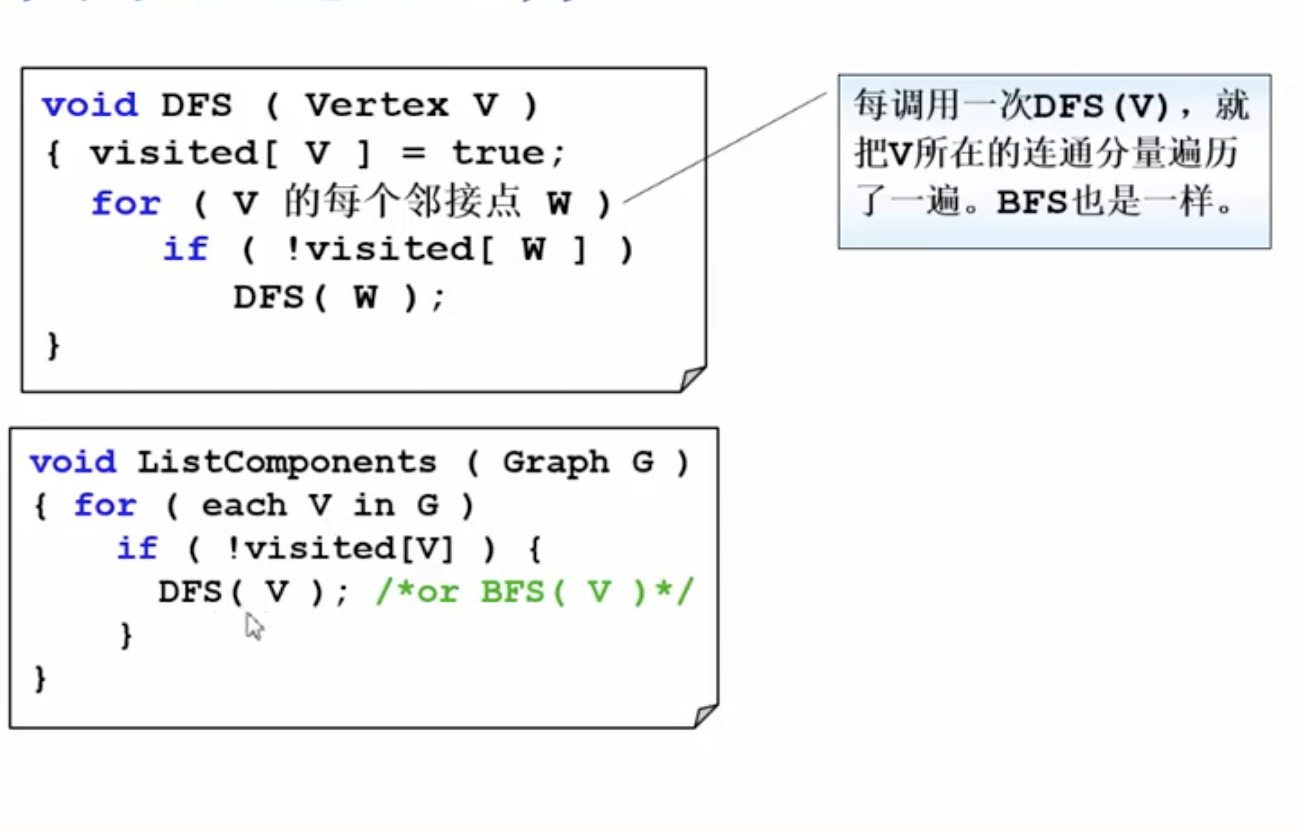 void DFS ( Vertex V )
{ visited[ V ] = true;
for ( V 的每个邻接点 W )
if ( !visited[ W ] )
DFS( W );
}
每调用一次DFS(V)，就
把V所在的连通分量遍历
了一遍。BFS也是一样。
void ListComponents ( Graph G )
{ for ( each V in G )
if ( !visited[V] ) {
DFS( V ); /*or BFS( V )*/
}
}